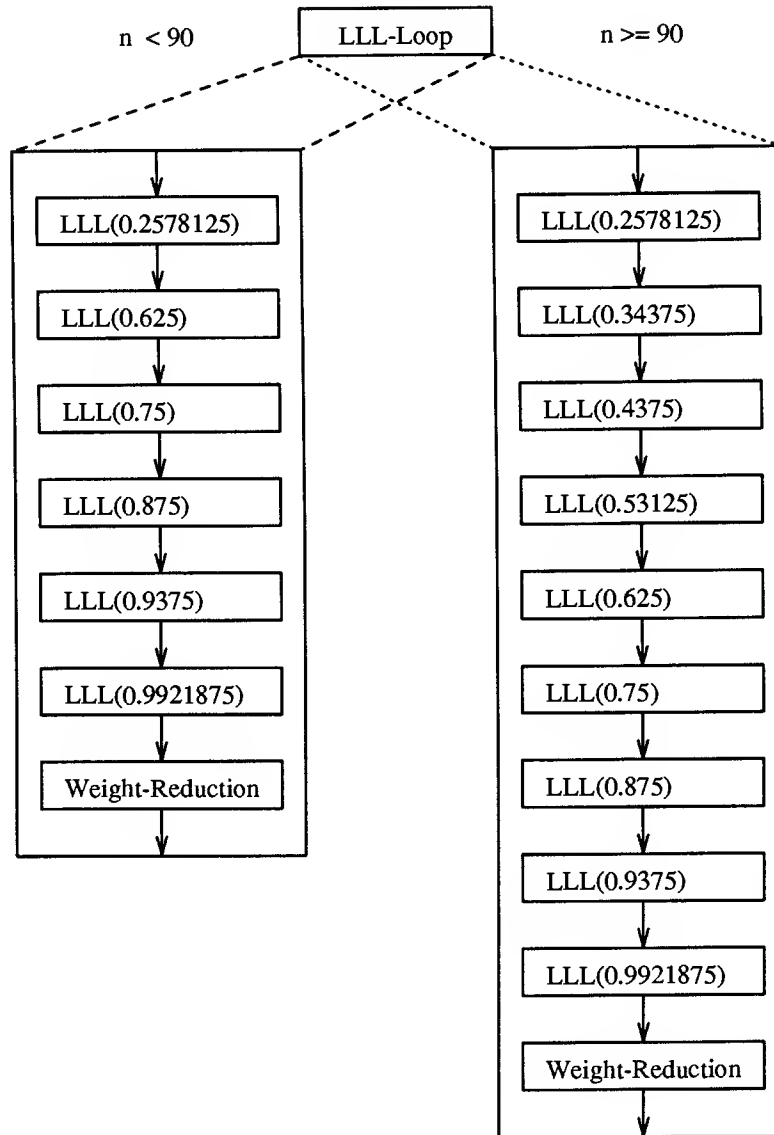 n < 90
LLL-Loop
n >= 90
LLL(0.2578125)
LLL(0.625)
LLL(0.75)
LLL(0.875)
LLL(0.9375)
LLL(0.9921875)
Weight-Reduction
LLL(0.2578125)
LLL(0.34375)
LLL(0.4375)
LLL(0.53125)
LLL(0.625)
LLL(0.75)
LLL(0.875)
LLL(0.9375)
LLL(0.9921875)
Weight-Reduction